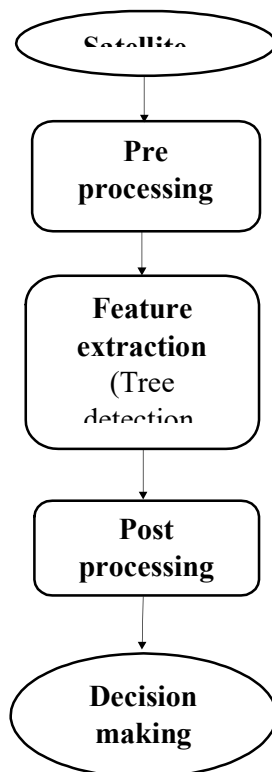 Satellite
Pre
processing
Feature
extraction
(Tree
detection
Post
processing
Decision
making